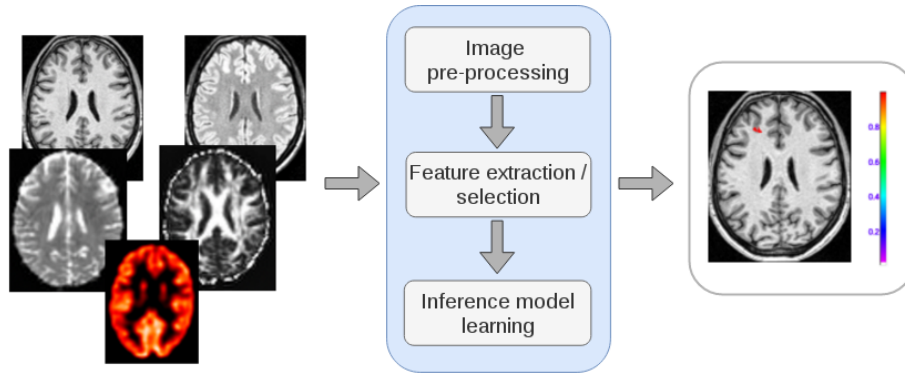 Image
pre-processing
Feature extraction /
selection
Inference model
learning
0.8
0.6
0.4
0.2